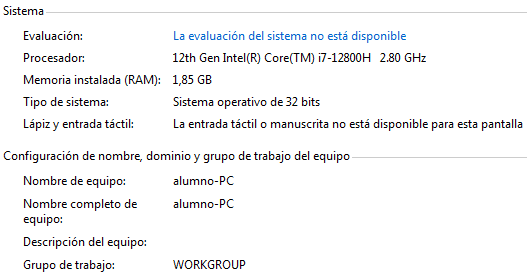 Sistema
Evaluación: La evaluación del sistema no está disponible
Procesador: 12th Gen Intel(R) Core(TM) i7-12800H 2.80 GHz
Memoria instalada (RAM): 1,85 GB
Tipo de sistema: Sistema operativo de 32 bits
Lápiz y entrada táctil: La entrada táctil o manuscrita no está disponible para esta pantalla
Configuración de nombre, dominio y grupo de trabajo del equipo
Nombre de equipo: alumno-PC
Nombre completo de alumno-PC
equipo:
Descripción del equipo:
Grupo de trabajo: WORKGROUP